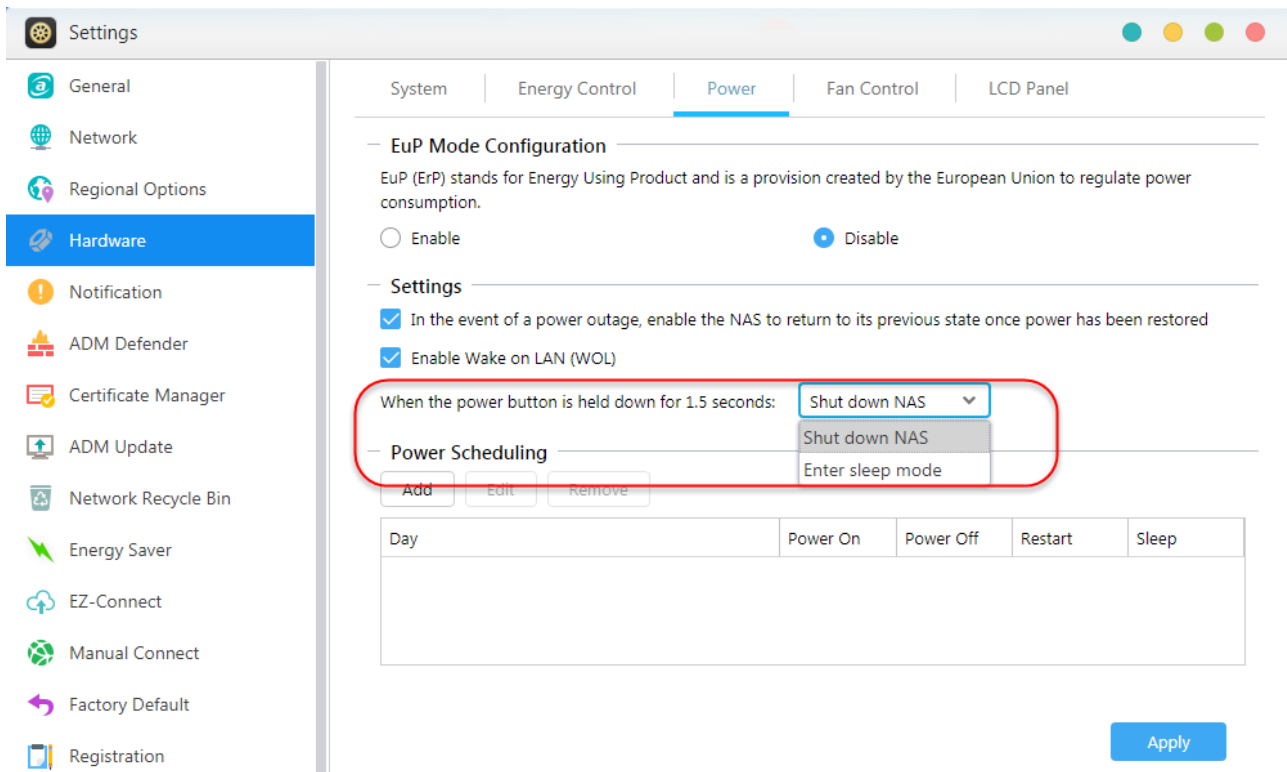 Settings
General
Network
Regional Options
Hardware
Notification
ADM Defender
Certificate Manager
ADM Update
Network Recycle Bin
Energy Saver
EZ-Connect
Manual Connect
Factory Default
Registration
System Energy Control Power Fan Control LCD Panel
EuP Mode Configuration
EuP (ErP) stands for Energy Using Product and is a provision created by the European Union to regulate power
consumption.
Enable Disable
Settings
In the event of a power outage, enable the NAS to return to its previous state once power has been restored
Enable Wake on LAN (WOL)
When the power button is held down for 1.5 seconds: Shut down NAS
Shut down NAS
Enter sleep mode
Power Scheduling
Add Edit Remove
Day Power On Power Off Restart Sleep
Apply